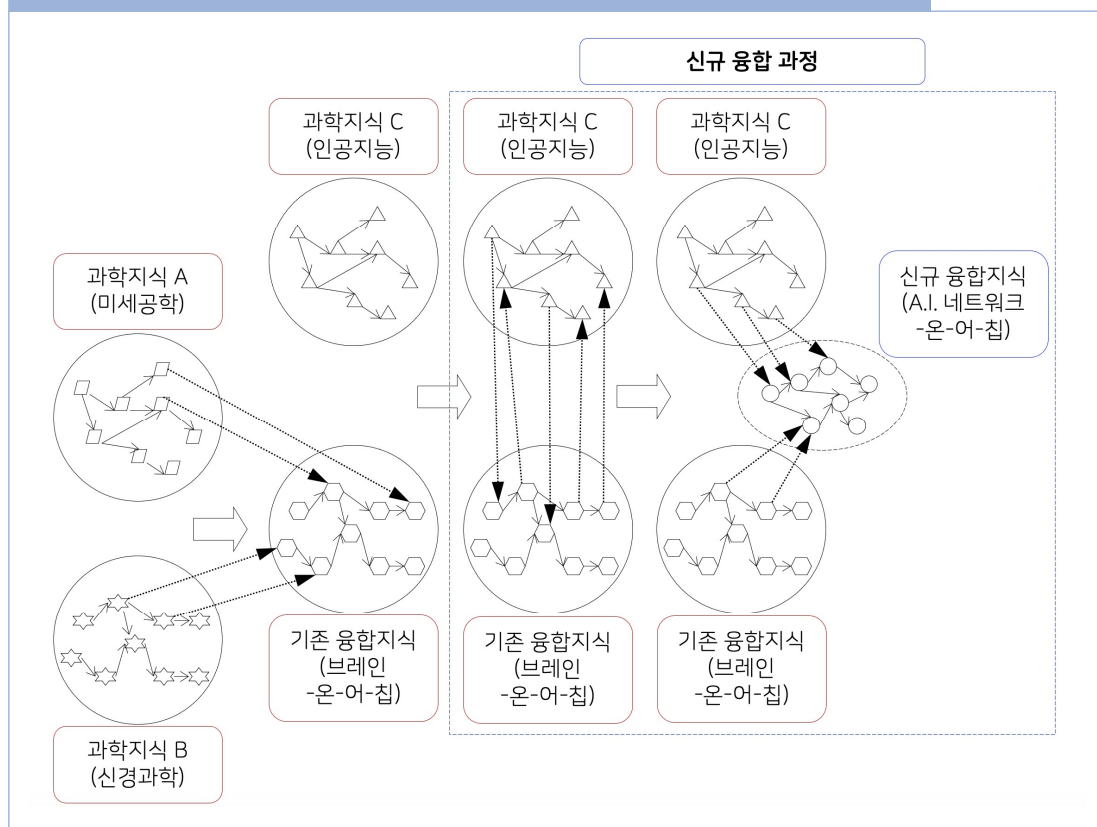 신규 융합 과정
과학지식 C
(인공지능)
과학지식 C
(인공지능)
과학지식 C
(인공지능)
과학지식 A
(미세공학)
신규 융합지식
(A.I. 네트워크
-온-어-칩)
기존 융합지식
(브레인
-온-어-칩)
기존 융합지식
(브레인
-온-어-칩)
기존 융합지식
(브레인
-온-어-칩)
과학지식 B
(신경과학)